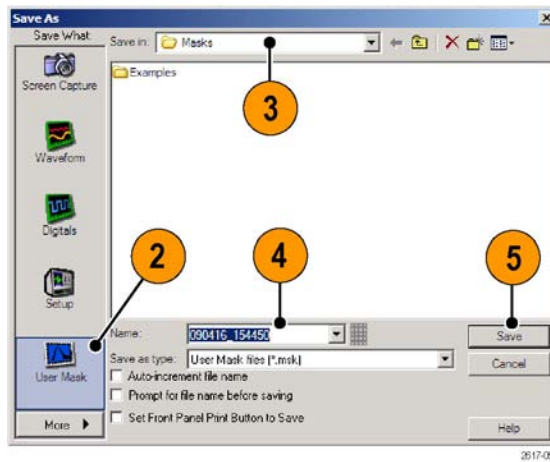 Save As
Save What:
Save in: Masks
Examples
Screen Capture
3
Waveform
Digitals
2
4
5
Setup
Name: 090416_154450
Save
Save as type: User Mask files (*.msk)
Cancel
User Mask
Auto-increment file name
Prompt for file name before saving
Set Front Panel Print Button to Save
More
Help